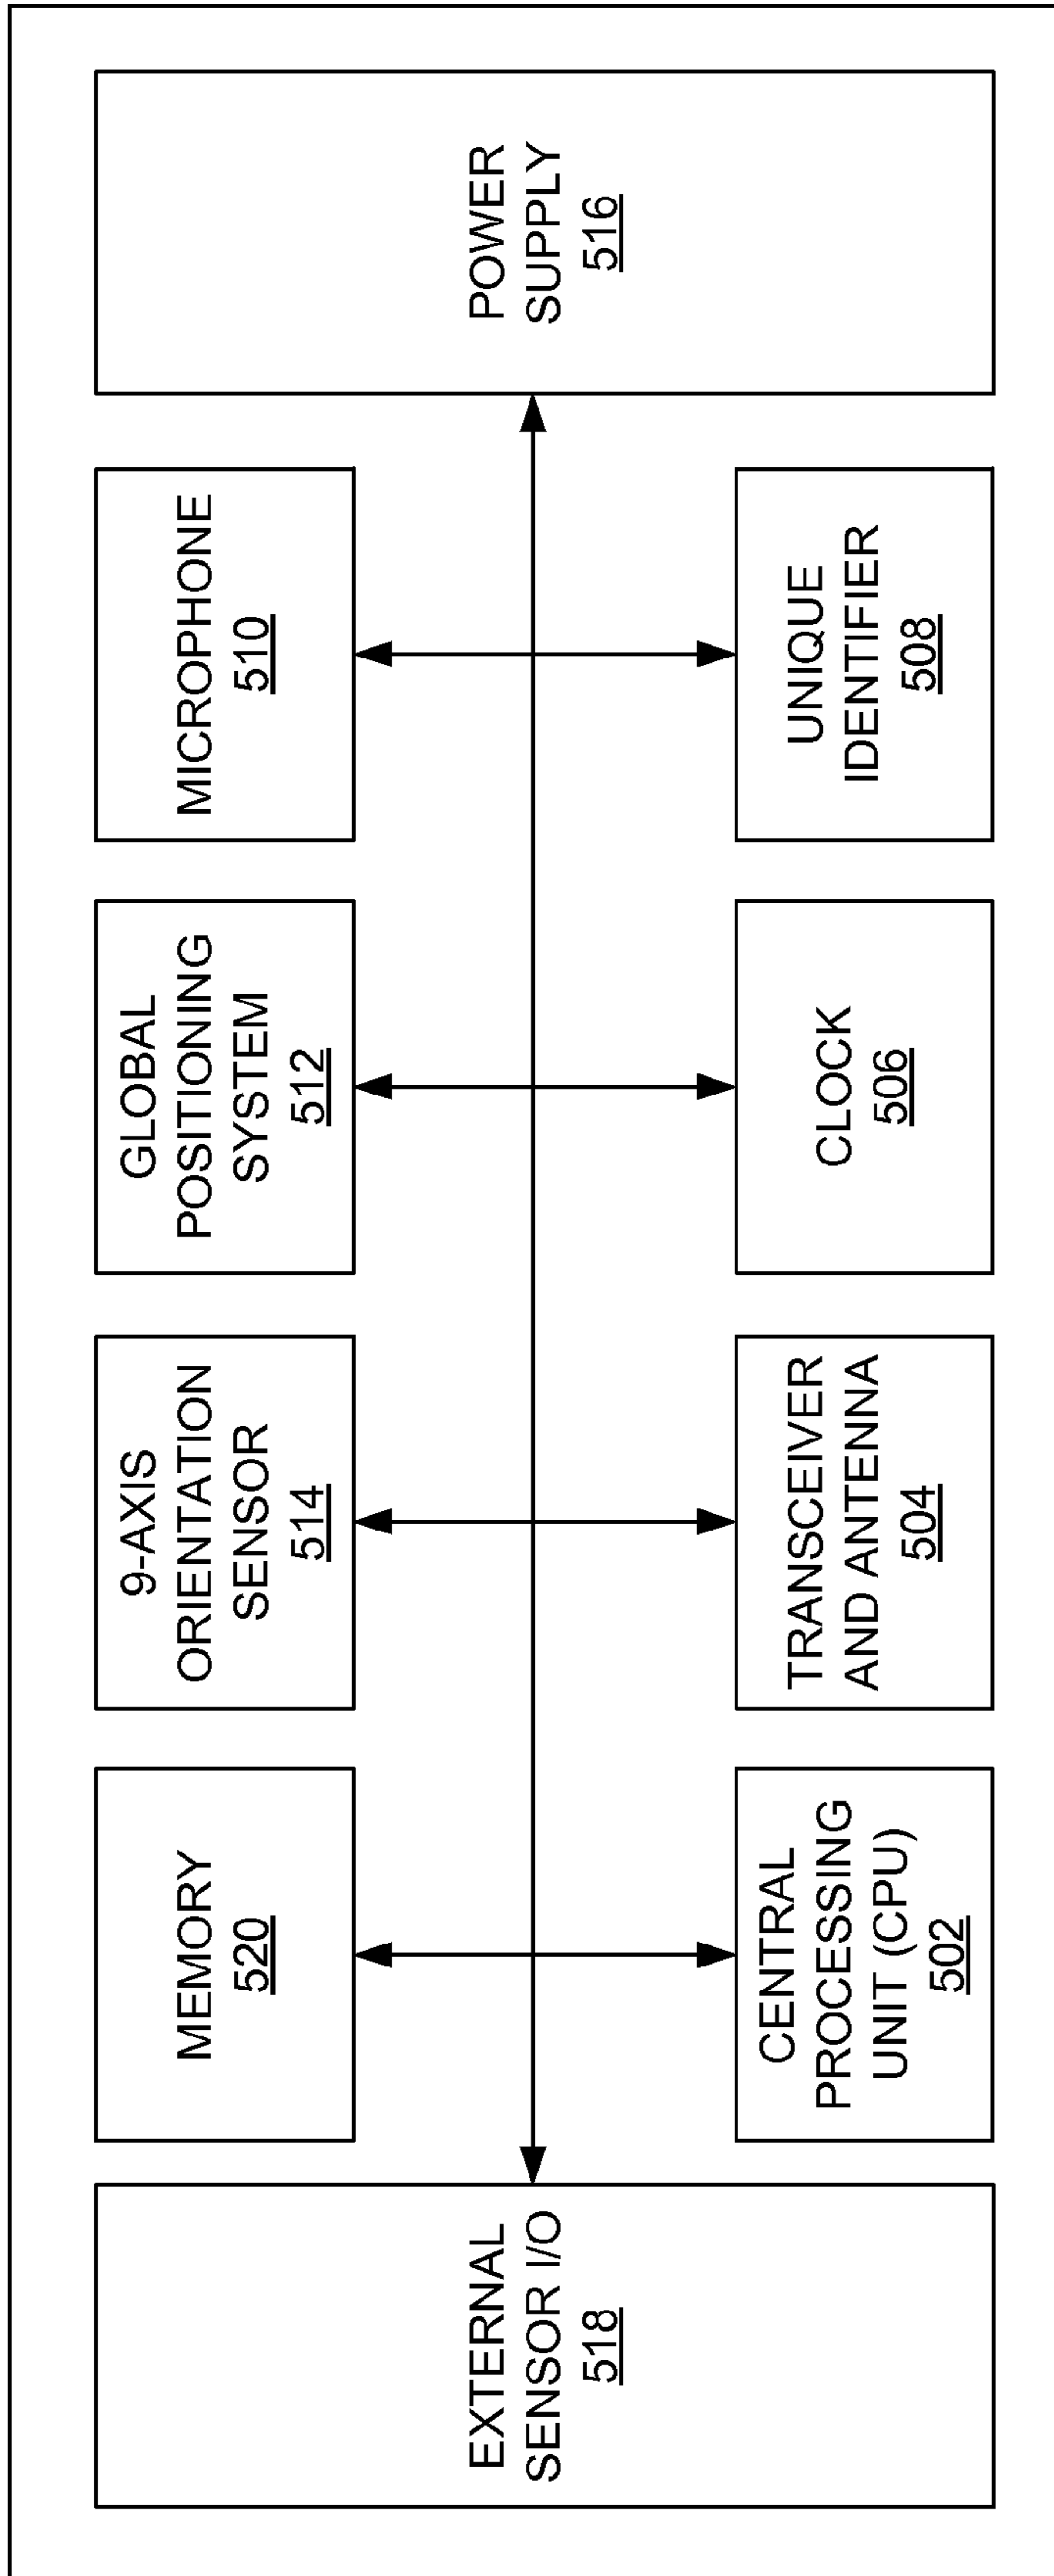 EXTERNAL
SENSOR I/O
518
MEMORY
520
9-AXIS
ORIENTATION
SENSOR
514
GLOBAL
POSITIONING
SYSTEM
512
MICROPHONE
510
POWER
SUPPLY
516
CENTRAL
PROCESSING
UNIT (CPU)
502
TRANSCEIVER
AND ANTENNA
504
CLOCK
506
UNIQUE
IDENTIFIER
508